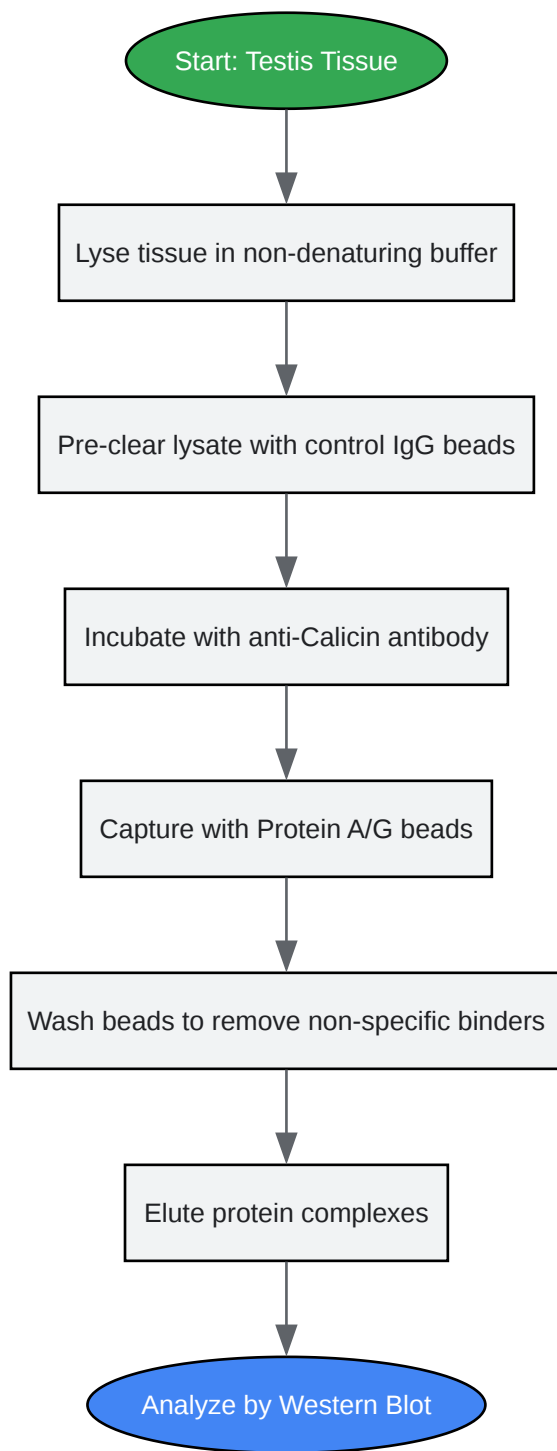 Start: Testis Tissue
Lyse tissue in non-denaturing buffer
Pre-clear lysate with control IgG beads
Incubate with anti-Calicin antibody
Capture with Protein A/G beads
Wash beads to remove non-specific binders
Elute protein complexes
Analyze by Western Blot